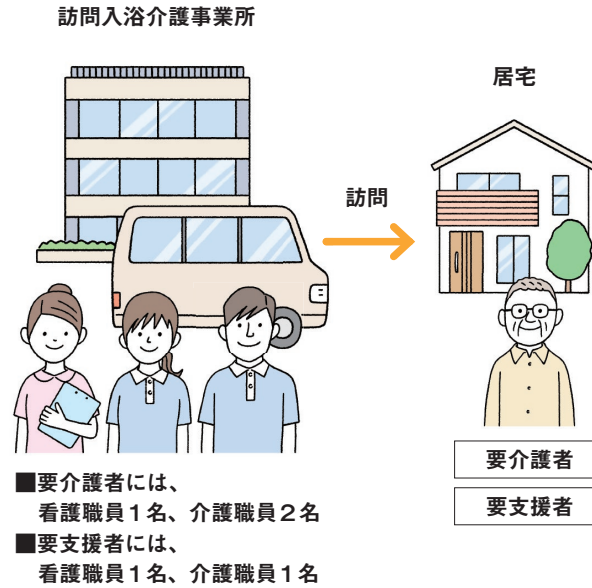 訪問入浴介護事業所
居宅
訪問
■要介護者には、
看護職員1名、介護職員2名
■要支援者には、
看護職員1名、介護職員1名
要介護者
要支援者